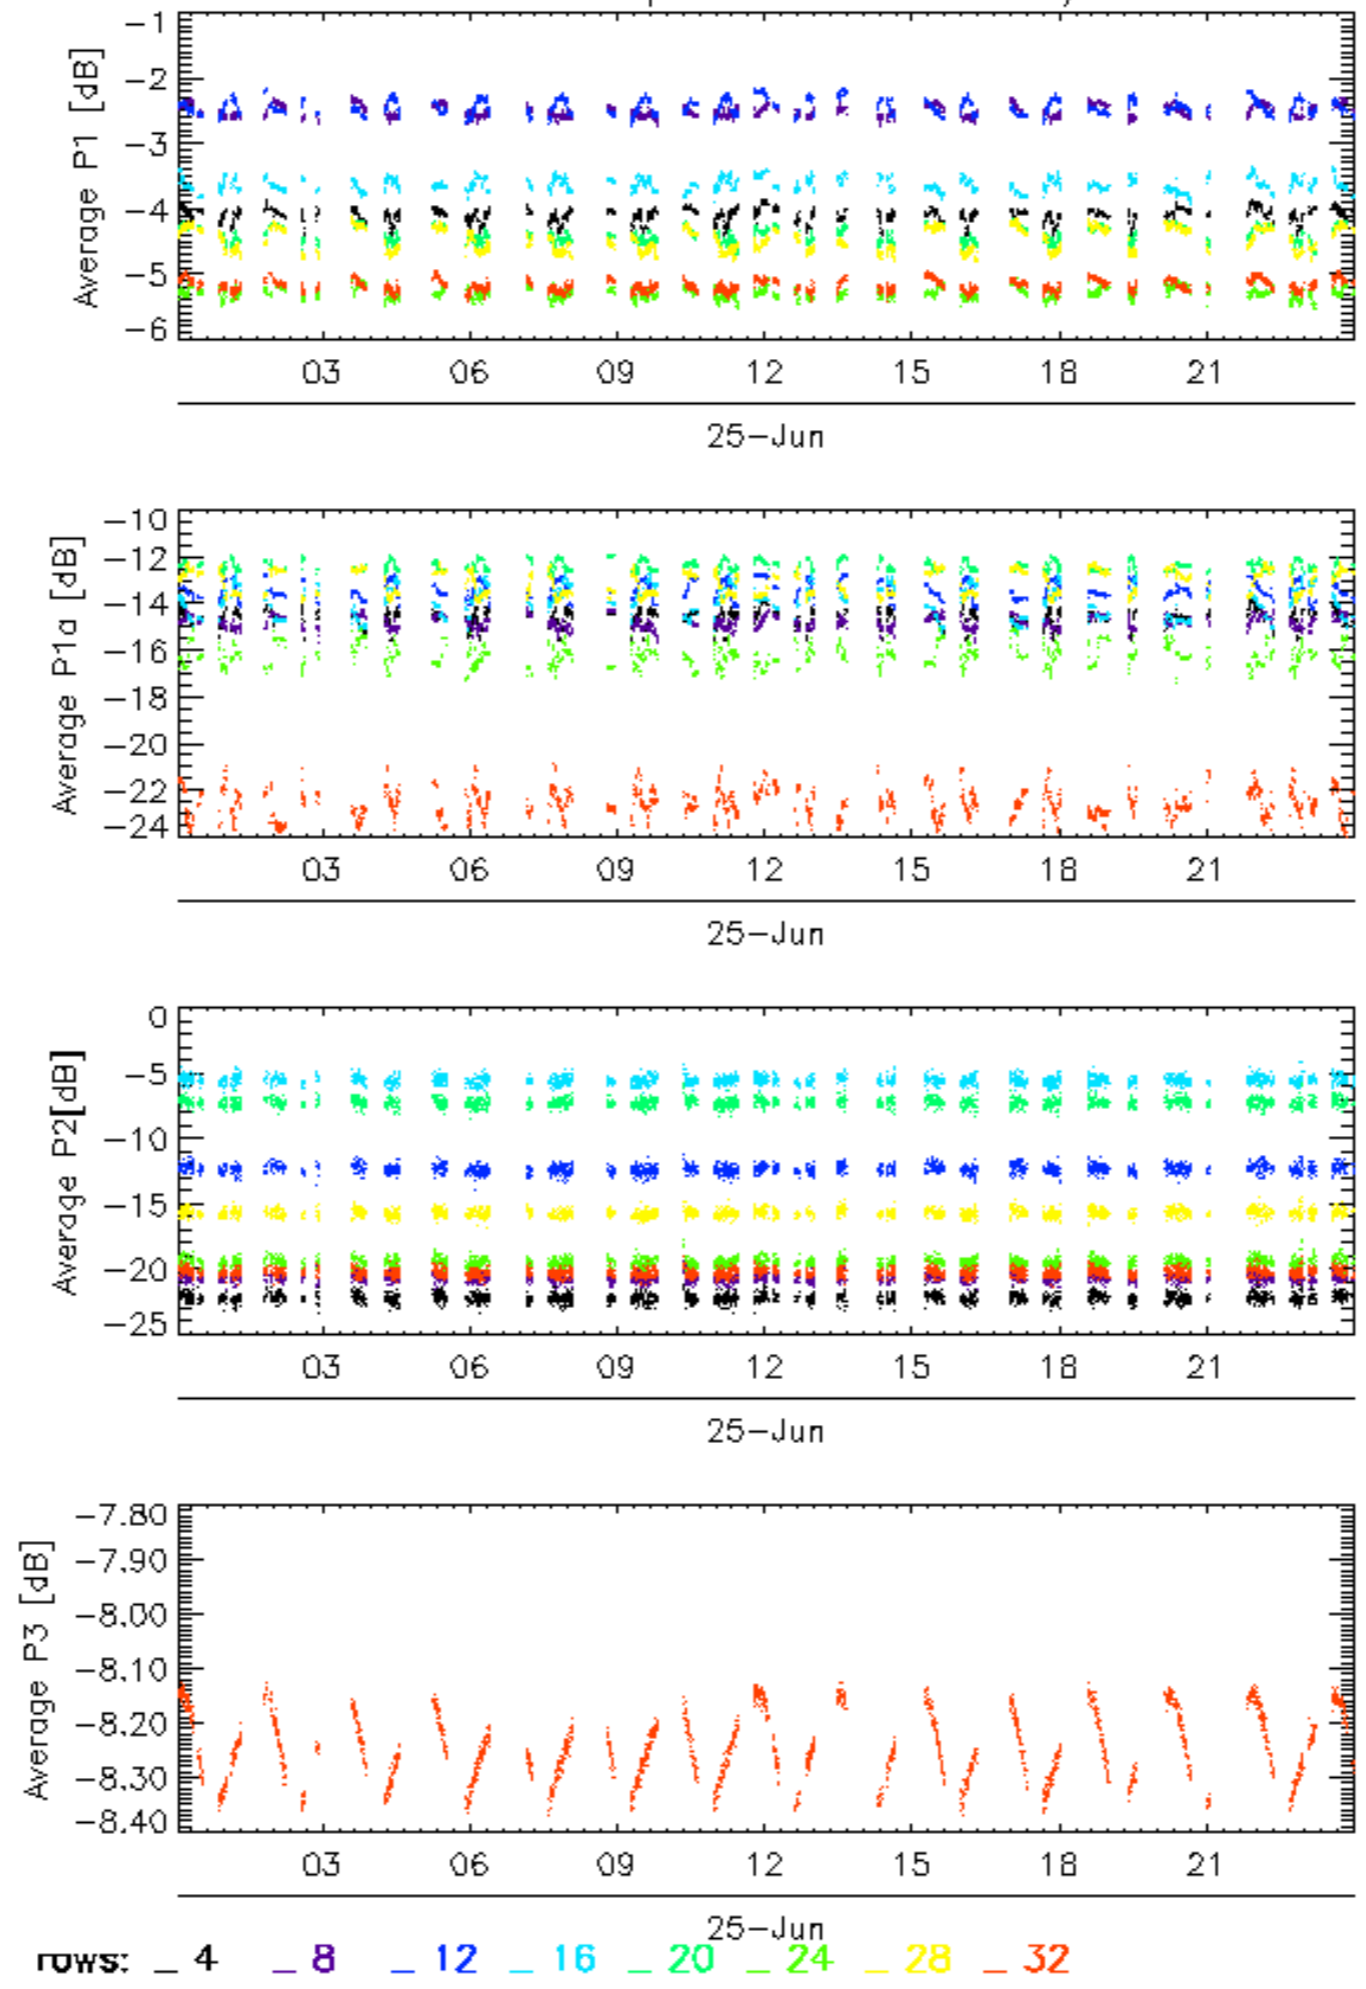 Average P1 [dB]
-1
-2
-3
-4
-5
-6
03 06 09 12 15 18 21
25-Jun
Average P1a [dB]
-10
-12
-14
-16
-18
-20
-22
-24
03 06 09 12 15 18 21
25-Jun
Average P2[dB]
0
-5
-10
-15
-20
-25
03 06 09 12 15 18 21
25-Jun
Average P3 [dB]
-7.80
-7.90
-8.00
-8.10
-8.20
-8.30
-8.40
03 06 09 12 15 18 21
25-Jun
rows: _ 4 _ 8 _ 12 _ 16 _ 20 _ 24 _ 28 _ 32